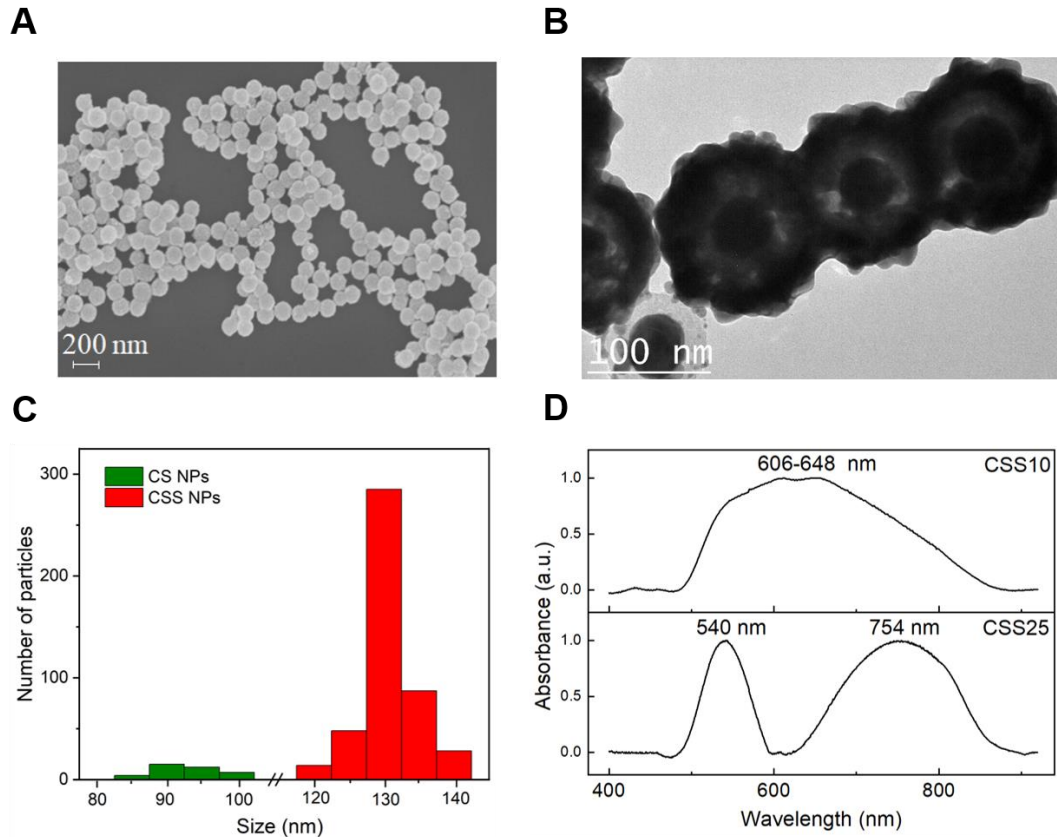 A
B
200 nm
100 nm
C
D
300
200
100
0
Number of particles
CS NPs
CSS NPs
80
90
100
120
130
140
Size (nm)
606-648 nm
CSS10
1.0
0.5
0.0
540 nm
754 nm
CSS25
1.0
0.5
0.0
Absorbance (a.u.)
400
600
800
Wavelength (nm)